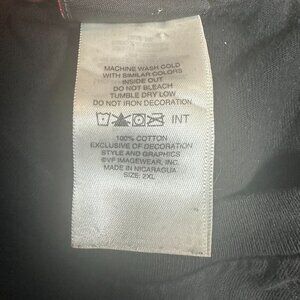 MACHINE WASH COLD
WITH SIMILAR COLORS
INSIDE OUT
DO NOT BLEACH
TUMBLE DRY LOW
DO NOT IRON DECORATION
INT
100% COTTON
EXCLUSIVE OF DECORATION
STYLE AND GRAPHICS
©VF IMAGEWEAR, INC.
MADE IN NICARAGUA
SIZE: 2XL